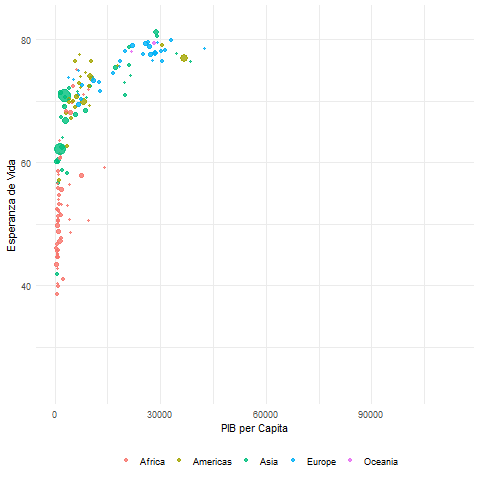 80
60
40
Esperanza de Vida
0 30000 60000 90000
PIB per Capita
Africa Americas Asia Europe Oceania